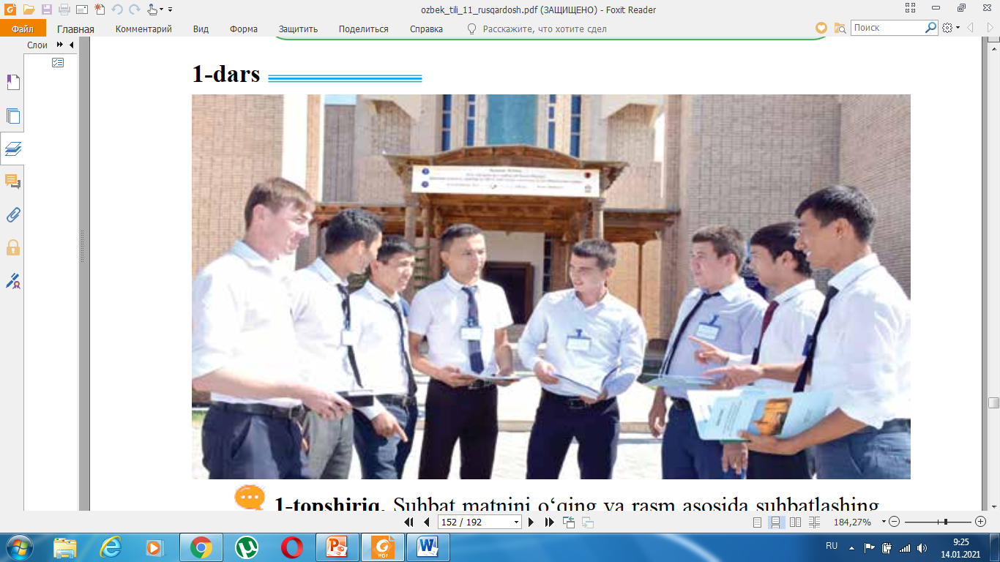 ozbek_tili_11_rusqardosh.pdf (ЗАЩИЩЕНО) - Foxit Reader
Файл Главная Комментарий Вид Форма Защитить Поделиться Справка Расскажите, что хотите сдел Поиск
Слои
1-dars
1-topshiriq. Suhbat matnini o‘qing va rasm asosida suhbatlashing
152 / 192 184,27%
RU 9:25
14.01.2021